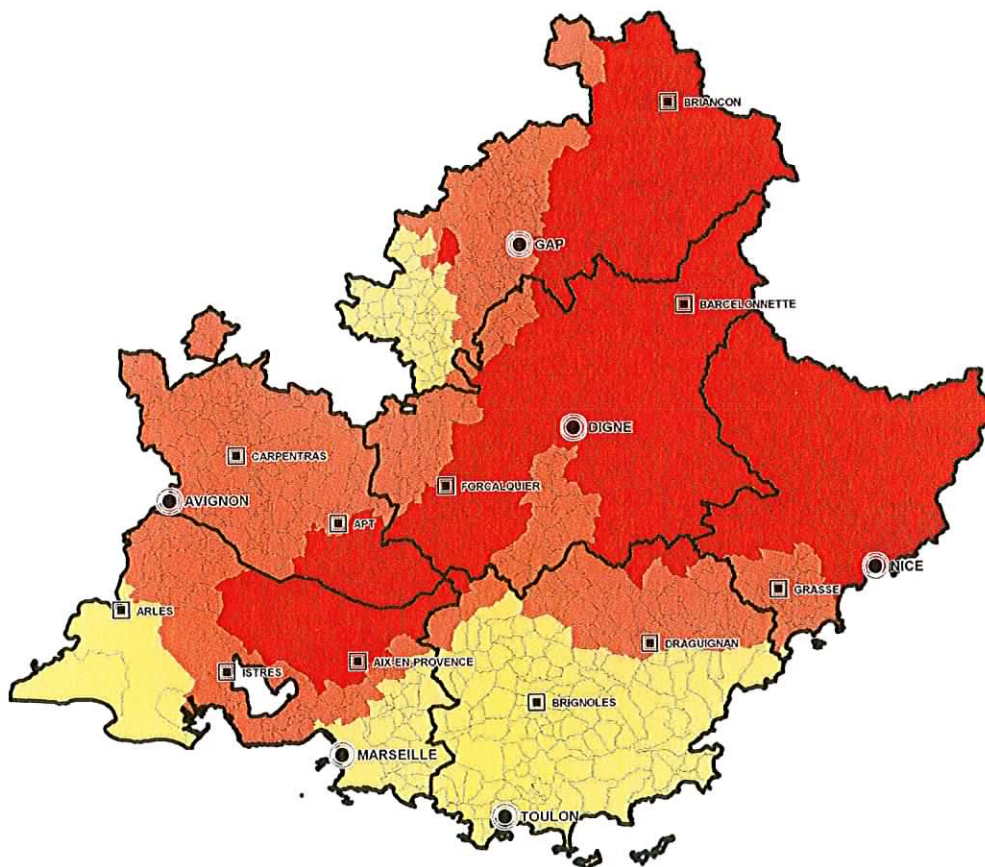 BRIANCON
GAP
BARCELONNETTE
DIGNE
CARPENTRAS
FORCALQUIER
AVIGNON
APT
NICE
GRASSE
ARLES
DRAGUIGNAN
AIX EN PROVENCE
ISTRES
BRIGNOLES
MARSEILLE
TOULON